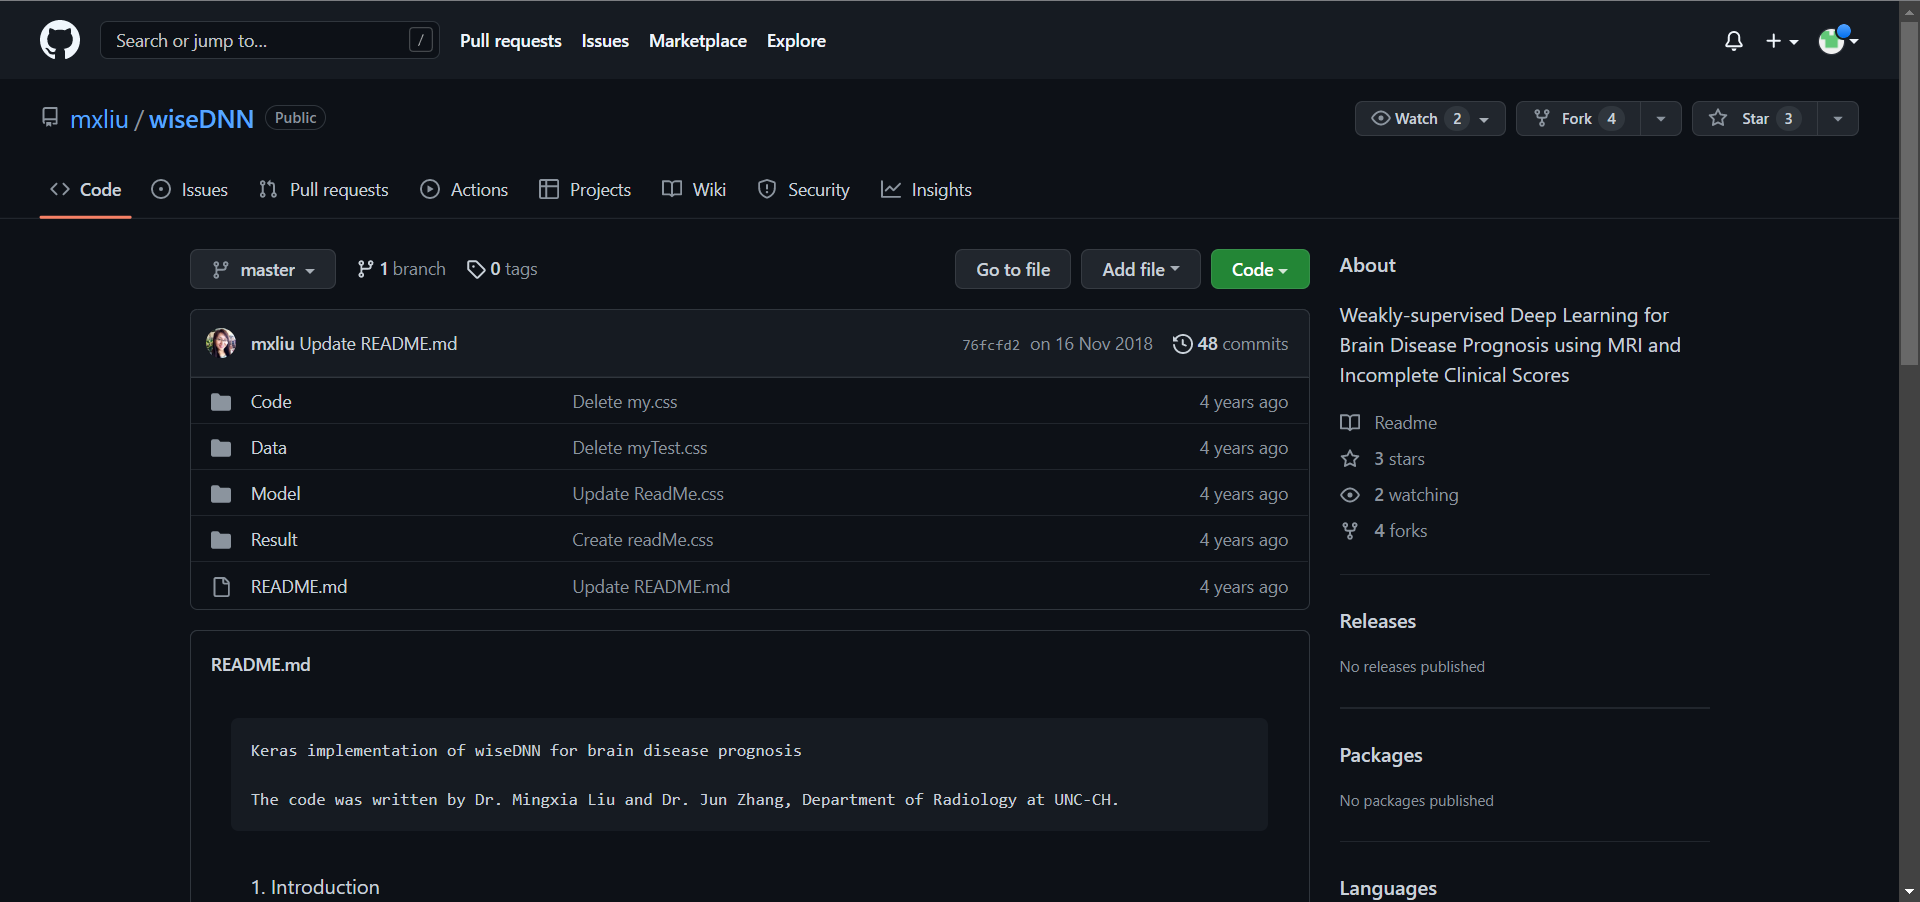 Search or jump to... /
Pull requests
Issues
Marketplace
Explore
mxliu / wiseDNN Public
Watch 2
Fork 4
Star 3
Code
Issues
Pull requests
Actions
Projects
Wiki
Security
Insights
master
1 branch
0 tags
Go to file
Add file
Code
mxliu Update README.md 76fcfd2 on 16 Nov 2018 48 commits
Code Delete my.css 4 years ago
Data Delete myTest.css 4 years ago
Model Update ReadMe.css 4 years ago
Result Create readMe.css 4 years ago
README.md Update README.md 4 years ago
README.md
Keras implementation of wiseDNN for brain disease prognosis
The code was written by Dr. Mingxia Liu and Dr. Jun Zhang, Department of Radiology at UNC-CH.
1. Introduction
About
Weakly-supervised Deep Learning for
Brain Disease Prognosis using MRI and
Incomplete Clinical Scores
Readme
3 stars
2 watching
4 forks
Releases
No releases published
Packages
No packages published
Languages